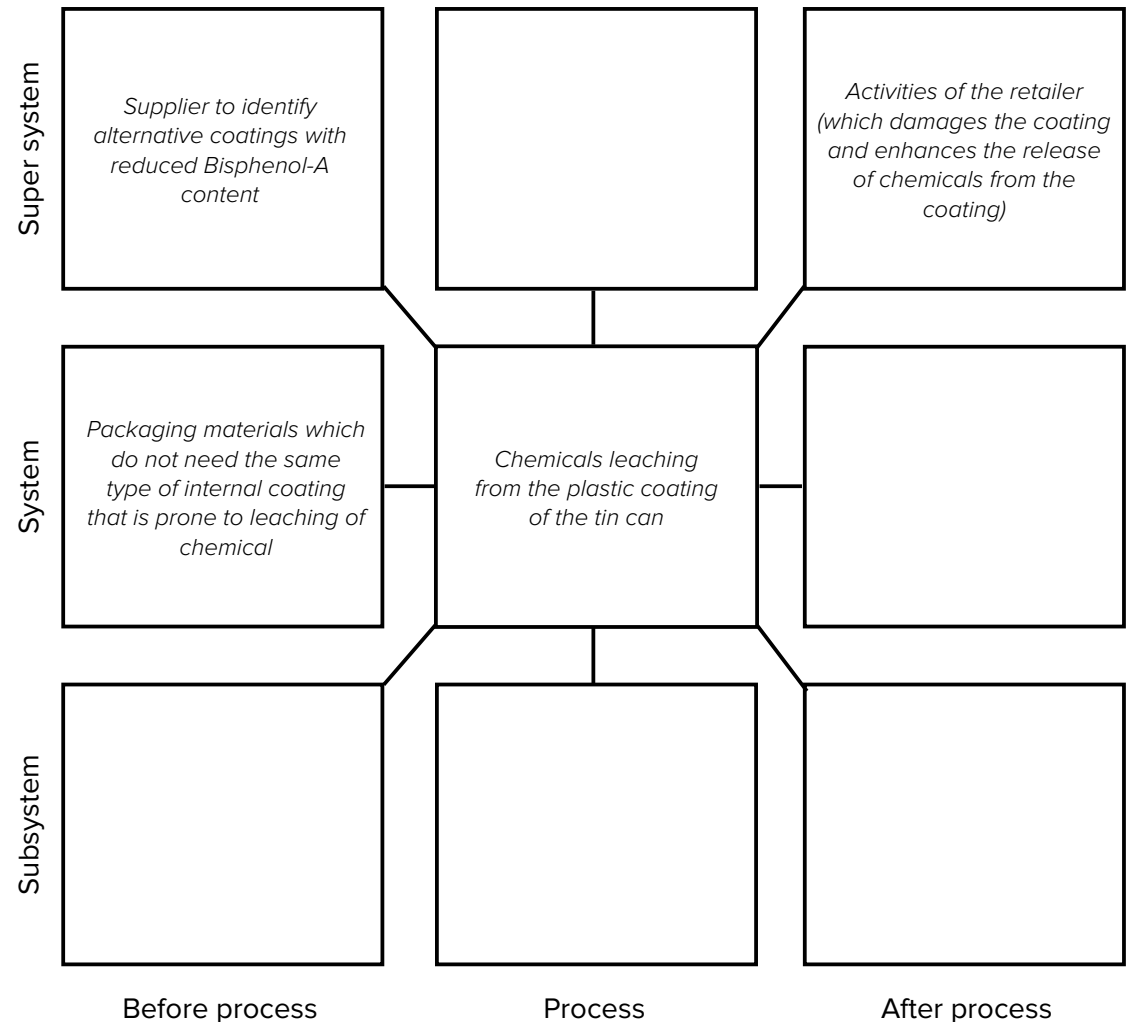 Super system
Supplier to identify
alternative coatings with
reduced Bisphenol-A
content
Activities of the retailer
(which damages the coating
and enhances the release
of chemicals from the
coating)
System
Packaging materials which
do not need the same
type of internal coating
that is prone to leaching of
chemical
Chemicals leaching
from the plastic coating
of the tin can
Subsystem
Before process
Process
After process